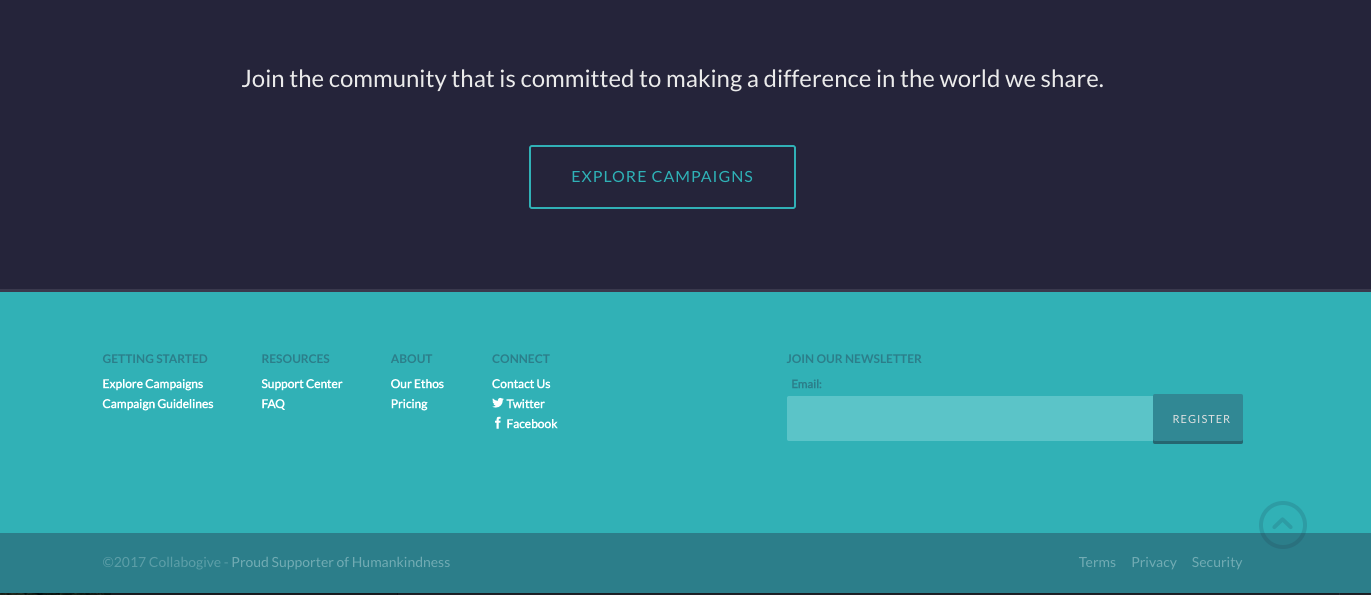 Join the community that is committed to making a difference in the world we share.
EXPLORE CAMPAIGNS
GETTING STARTED
Explore Campaigns
Campaign Guidelines
RESOURCES
Support Center
FAQ
ABOUT
Our Ethos
Pricing
CONNECT
Contact Us
Twitter
Facebook
JOIN OUR NEWSLETTER
Email:
REGISTER
©2017 Collabogive - Proud Supporter of Humankindness
Terms Privacy Security